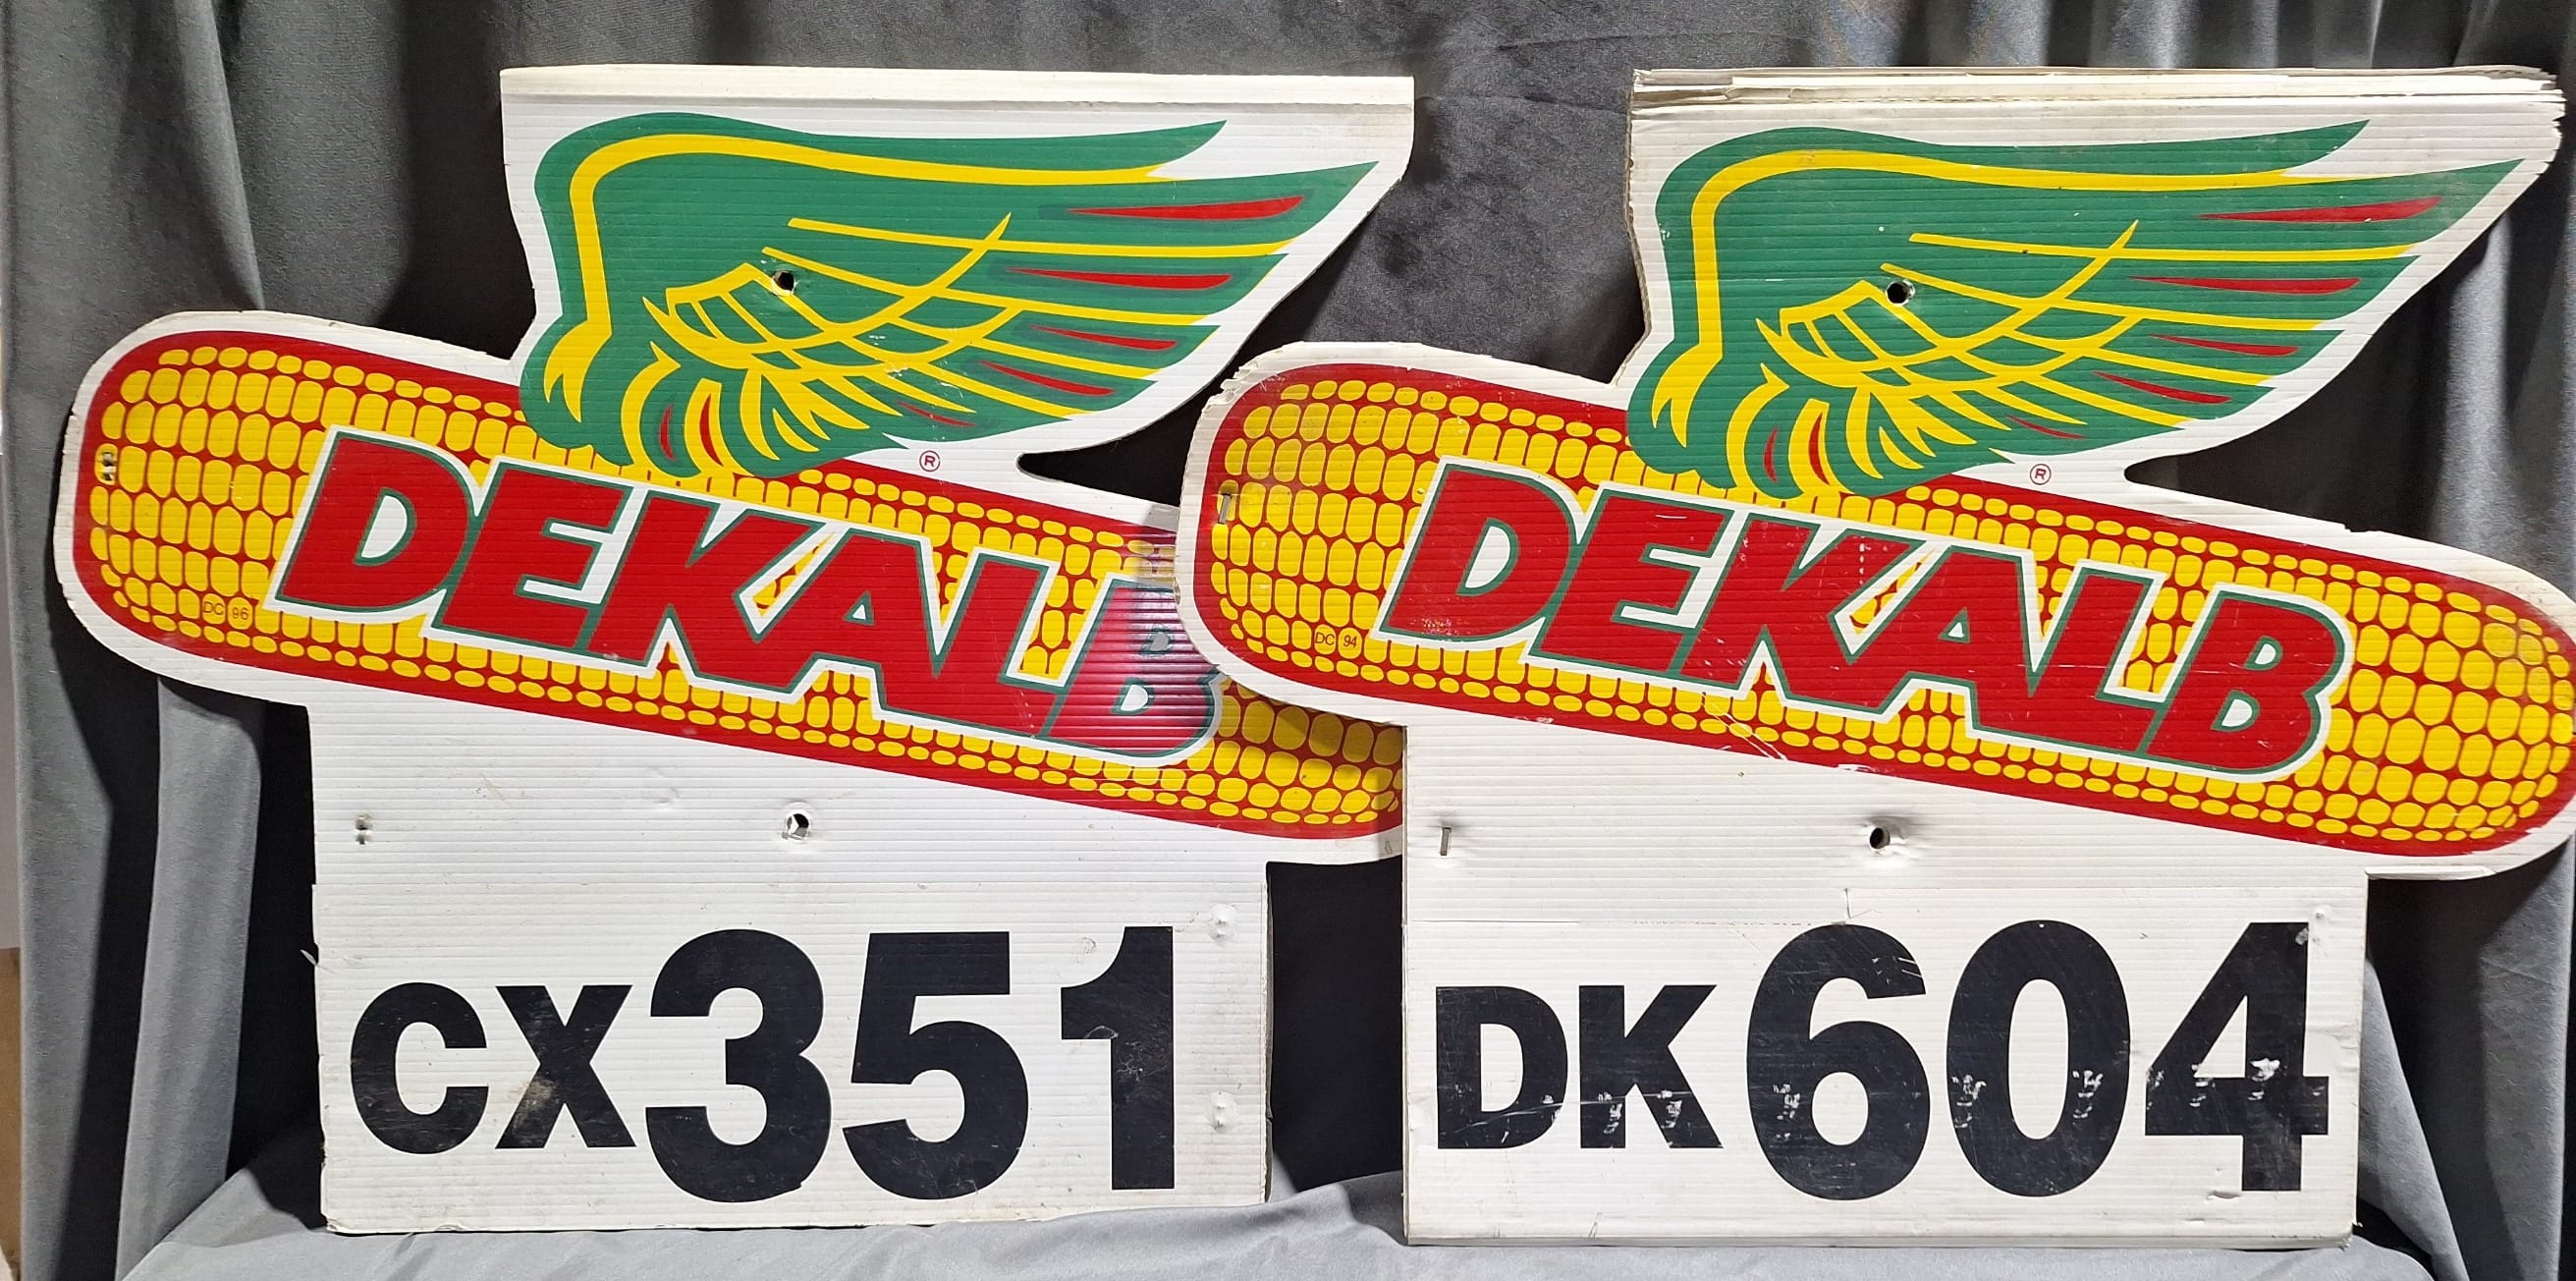 DEKALB
®
DC 96
CX351
DEKALB
®
DC 94
DK604